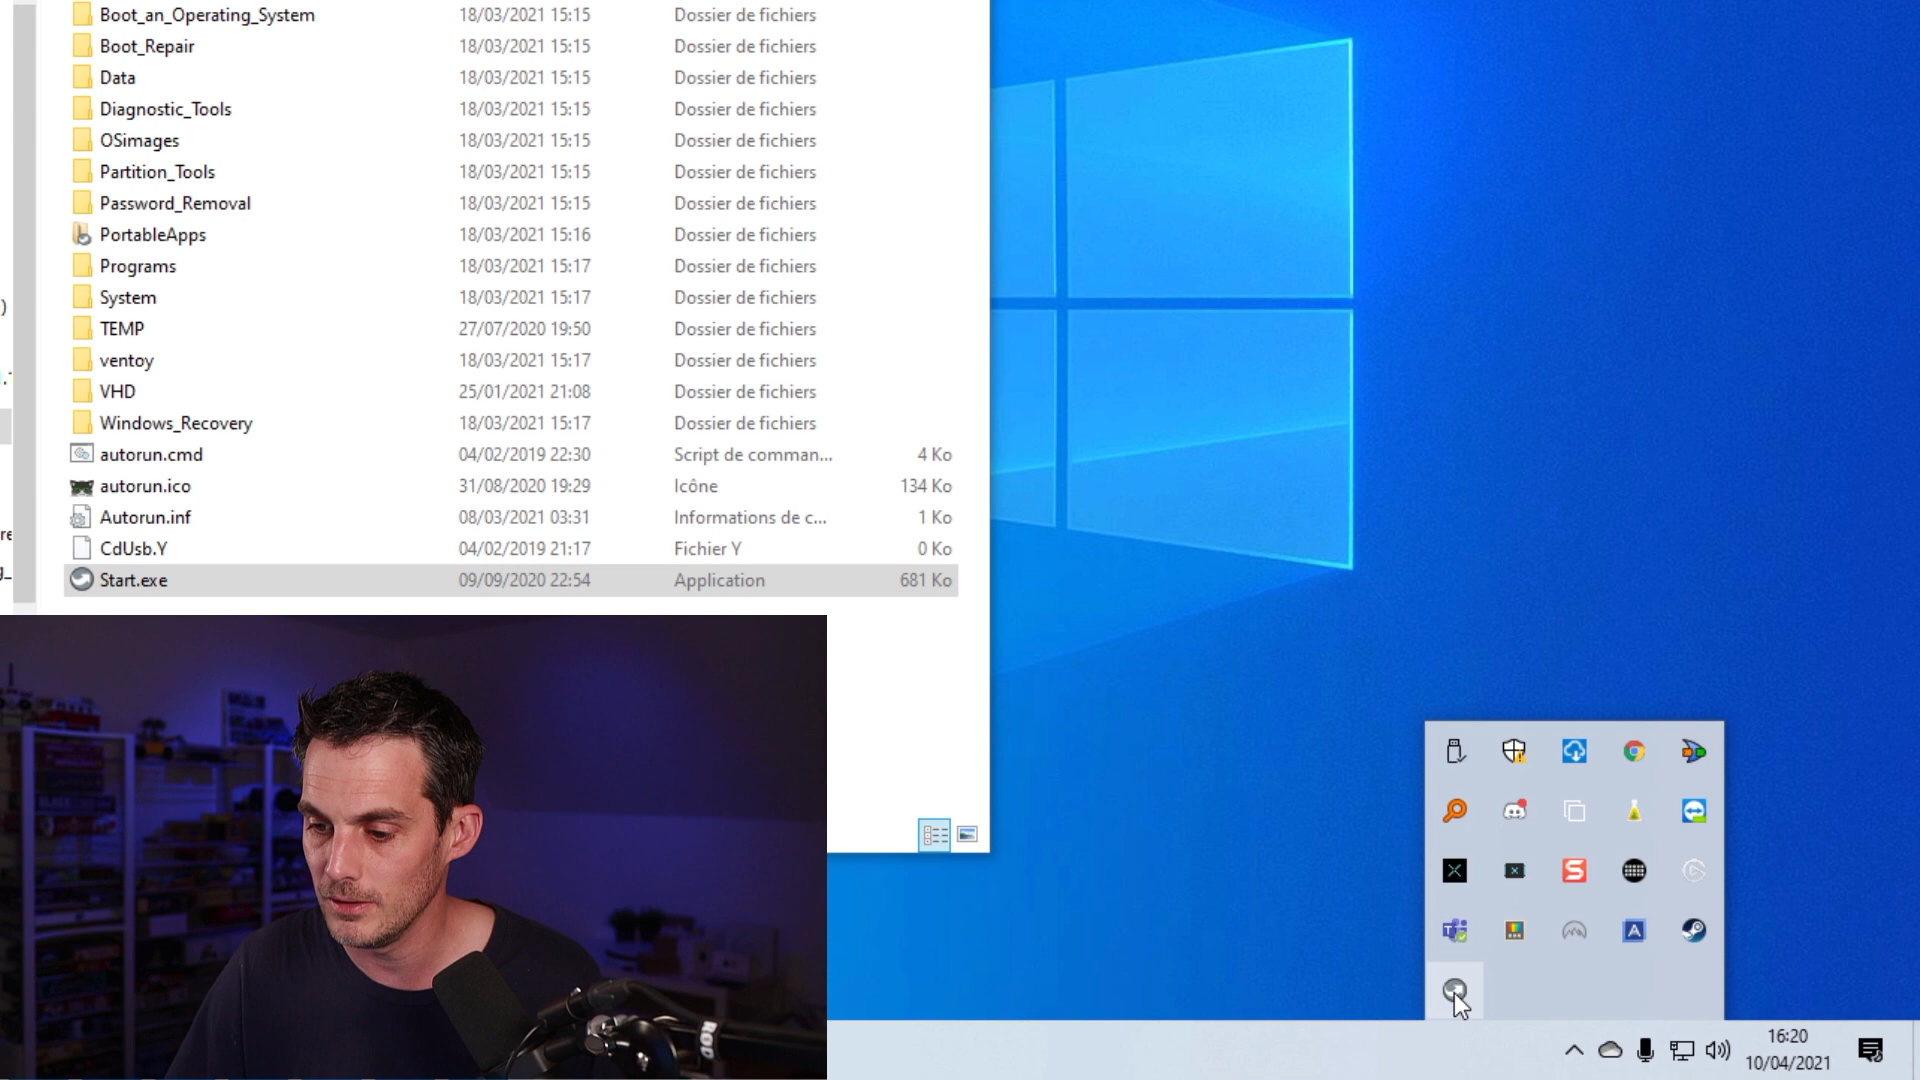 Boot_an_Operating_System 18/03/2021 15:15 Dossier de fichiers
Boot_Repair 18/03/2021 15:15 Dossier de fichiers
Data 18/03/2021 15:15 Dossier de fichiers
Diagnostic_Tools 18/03/2021 15:15 Dossier de fichiers
OSimages 18/03/2021 15:15 Dossier de fichiers
Partition_Tools 18/03/2021 15:15 Dossier de fichiers
Password_Removal 18/03/2021 15:15 Dossier de fichiers
PortableApps 18/03/2021 15:16 Dossier de fichiers
Programs 18/03/2021 15:17 Dossier de fichiers
System 18/03/2021 15:17 Dossier de fichiers
TEMP 27/07/2020 19:50 Dossier de fichiers
ventoy 18/03/2021 15:17 Dossier de fichiers
VHD 25/01/2021 21:08 Dossier de fichiers
Windows_Recovery 18/03/2021 15:17 Dossier de fichiers
autorun.cmd 04/02/2019 22:30 Script de comman... 4 Ko
autorun.ico 31/08/2020 19:29 Icône 134 Ko
Autorun.inf 08/03/2021 03:31 Informations de c... 1 Ko
CdUsb.Y 04/02/2019 21:17 Fichier Y 0 Ko
Start.exe 09/09/2020 22:54 Application 681 Ko
ROD
16:20
10/04/2021